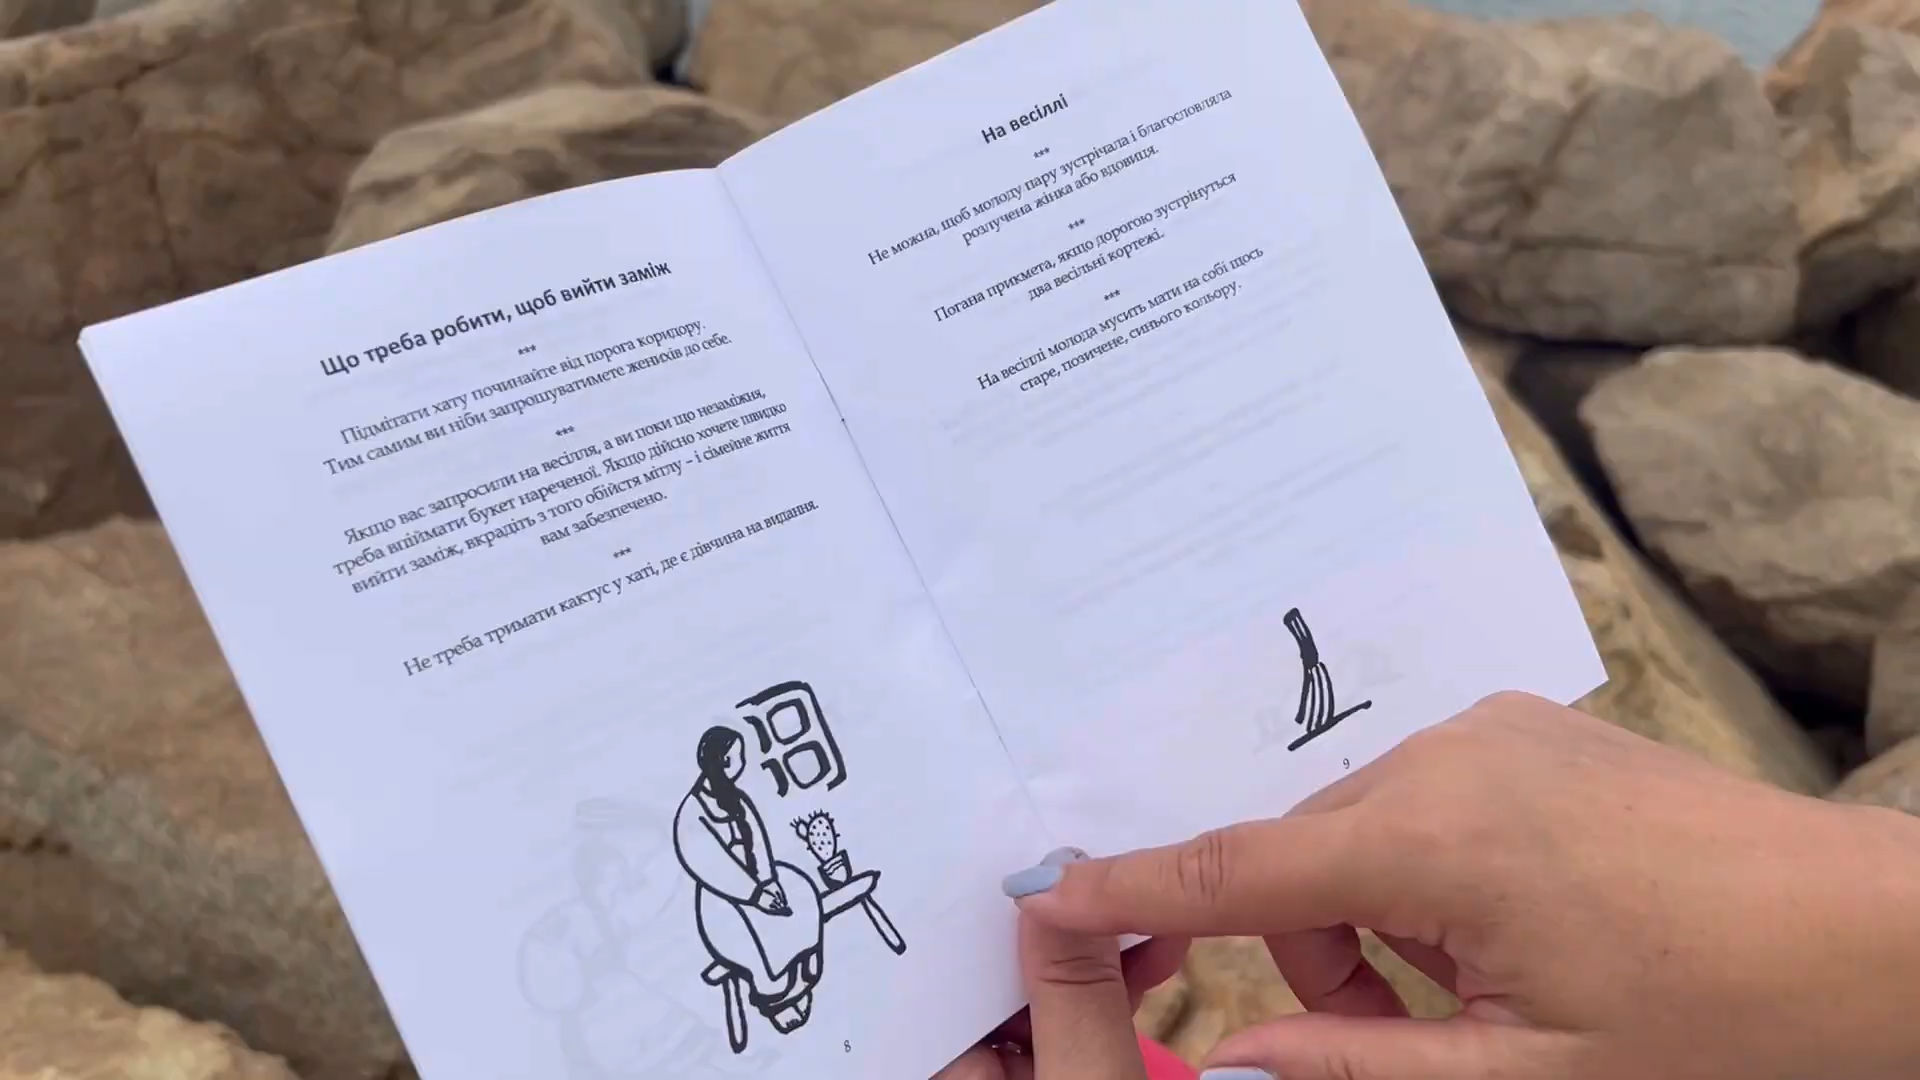 Що треба робити, щоб вийти заміж
***
Підмітати хату починайте від порога коридору.
Тим самим ви ніби запрошуватимете женихів до себе.
***
Якщо вас запросили на весілля, а ви поки що незаміжня,
треба впіймати букет нареченої. Якщо дійсно хочете швидко
вийти заміж, вкрадіть з того обійстя мітлу – і сімейне життя
вам забезпечено.
***
Не треба тримати кактус у хаті, де є дівчина на виданні.
8
На весіллі
***
Не можна, щоб молоду пару зустрічала і благословляла
розлучена жінка або вдовиця.
***
Погана прикмета, якщо дорогою зустрінуться
два весільні кортежі.
***
На весіллі молода мусить мати на собі щось
старе, позичене, синього кольору.
9